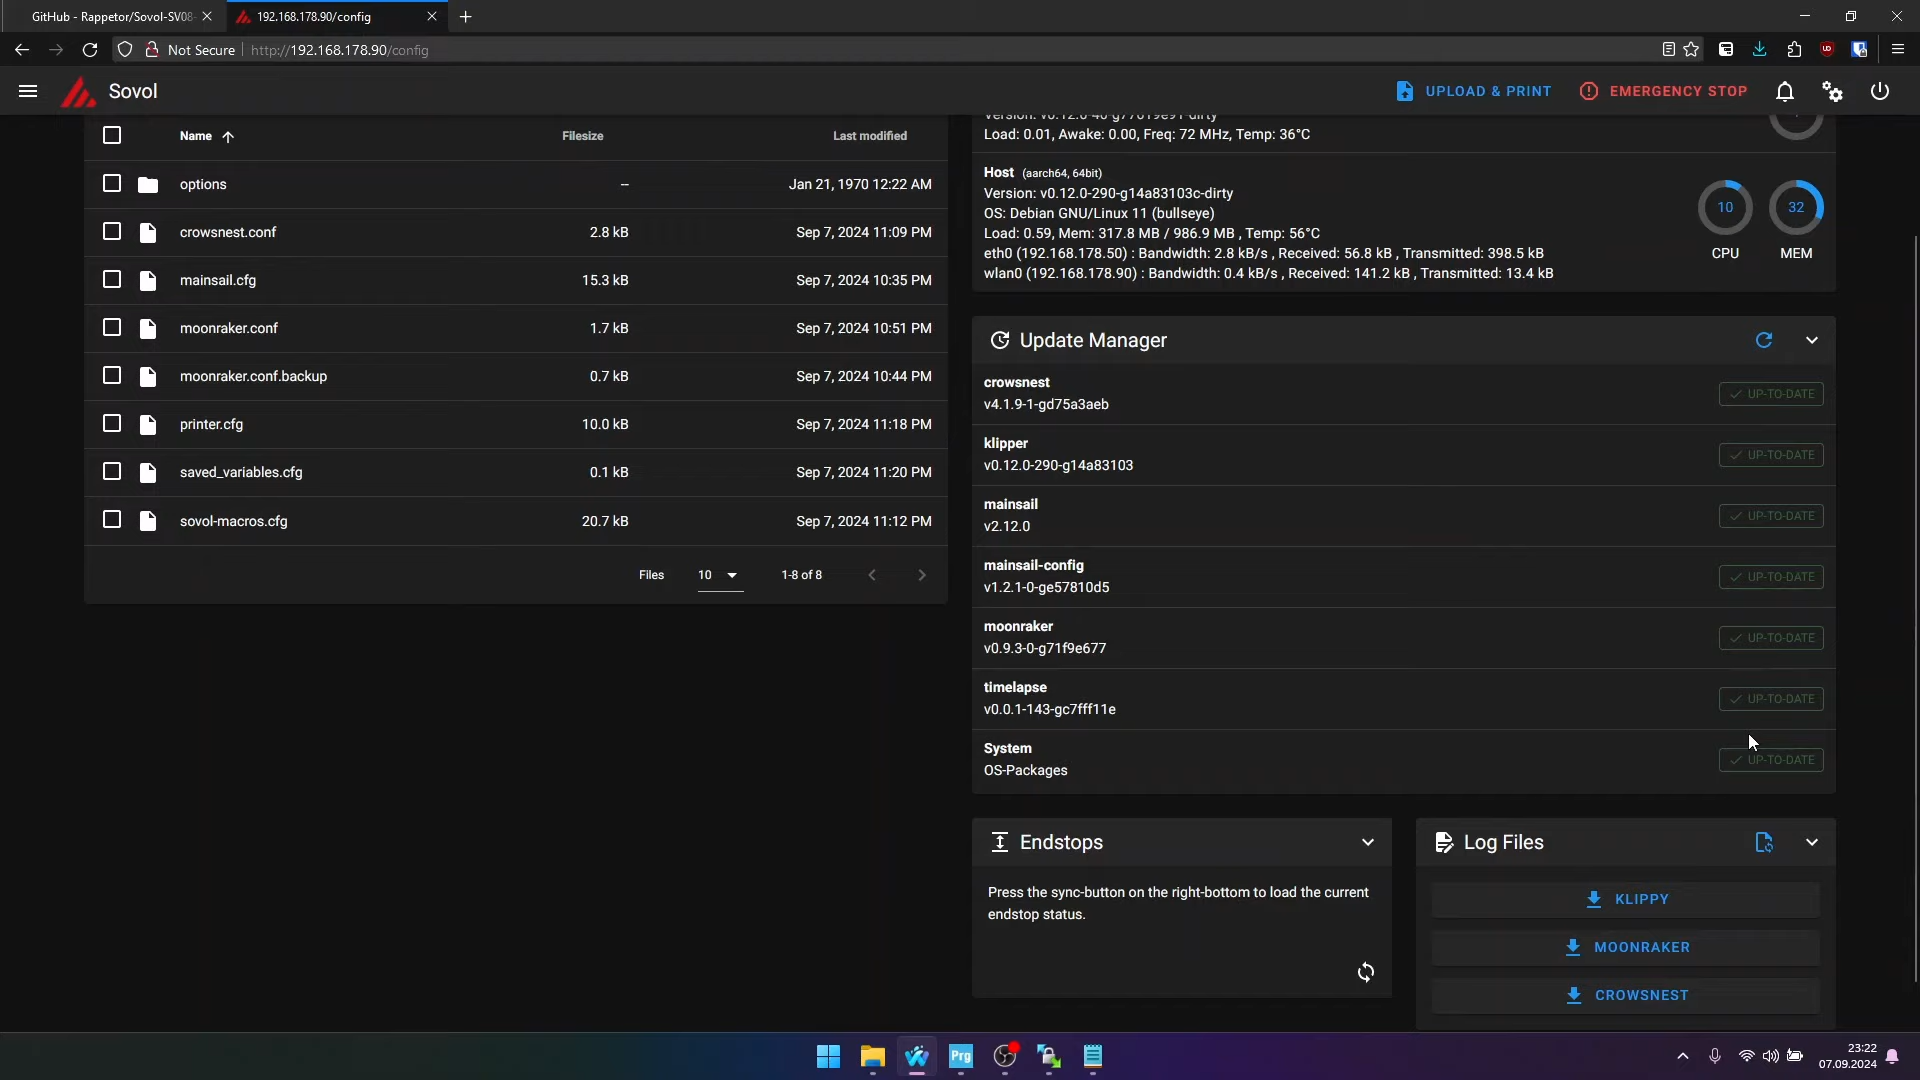 GitHub - Rappetor/Sovol-SV08-
192.168.178.90/config
Not Secure
http://192.168.178.90/config
Sovol
UPLOAD & PRINT
EMERGENCY STOP
Name
Filesize
Last modified
options
--
Jan 21, 1970 12:22 AM
crowsnest.conf
2.8 kB
Sep 7, 2024 11:09 PM
mainsail.cfg
15.3 kB
Sep 7, 2024 10:35 PM
moonraker.conf
1.7 kB
Sep 7, 2024 10:51 PM
moonraker.conf.backup
0.7 kB
Sep 7, 2024 10:44 PM
printer.cfg
10.0 kB
Sep 7, 2024 11:18 PM
saved_variables.cfg
0.1 kB
Sep 7, 2024 11:20 PM
sovol-macros.cfg
20.7 kB
Sep 7, 2024 11:12 PM
Files
10
1-8 of 8
Load: 0.01, Awake: 0.00, Freq: 72 MHz, Temp: 36°C
Host (aarch64, 64bit)
Version: v0.12.0-290-g14a83103c-dirty
OS: Debian GNU/Linux 11 (bullseye)
Load: 0.59, Mem: 317.8 MB / 986.9 MB , Temp: 56°C
eth0 (192.168.178.50) : Bandwidth: 2.8 kB/s , Received: 56.8 kB , Transmitted: 398.5 kB
wlan0 (192.168.178.90) : Bandwidth: 0.4 kB/s , Received: 141.2 kB , Transmitted: 13.4 kB
10
CPU
32
MEM
Update Manager
crowsnest
v4.1.9-1-gd75a3aeb
UP-TO-DATE
klipper
v0.12.0-290-g14a83103
UP-TO-DATE
mainsail
v2.12.0
UP-TO-DATE
mainsail-config
v1.2.1-0-ge57810d5
UP-TO-DATE
moonraker
v0.9.3-0-g71f9e677
UP-TO-DATE
timelapse
v0.0.1-143-gc7fff11e
UP-TO-DATE
System
OS-Packages
UP-TO-DATE
Endstops
Press the sync-button on the right-bottom to load the current
endstop status.
Log Files
KLIPPY
MOONRAKER
CROWSNEST
Prg
23:22
07.09.2024